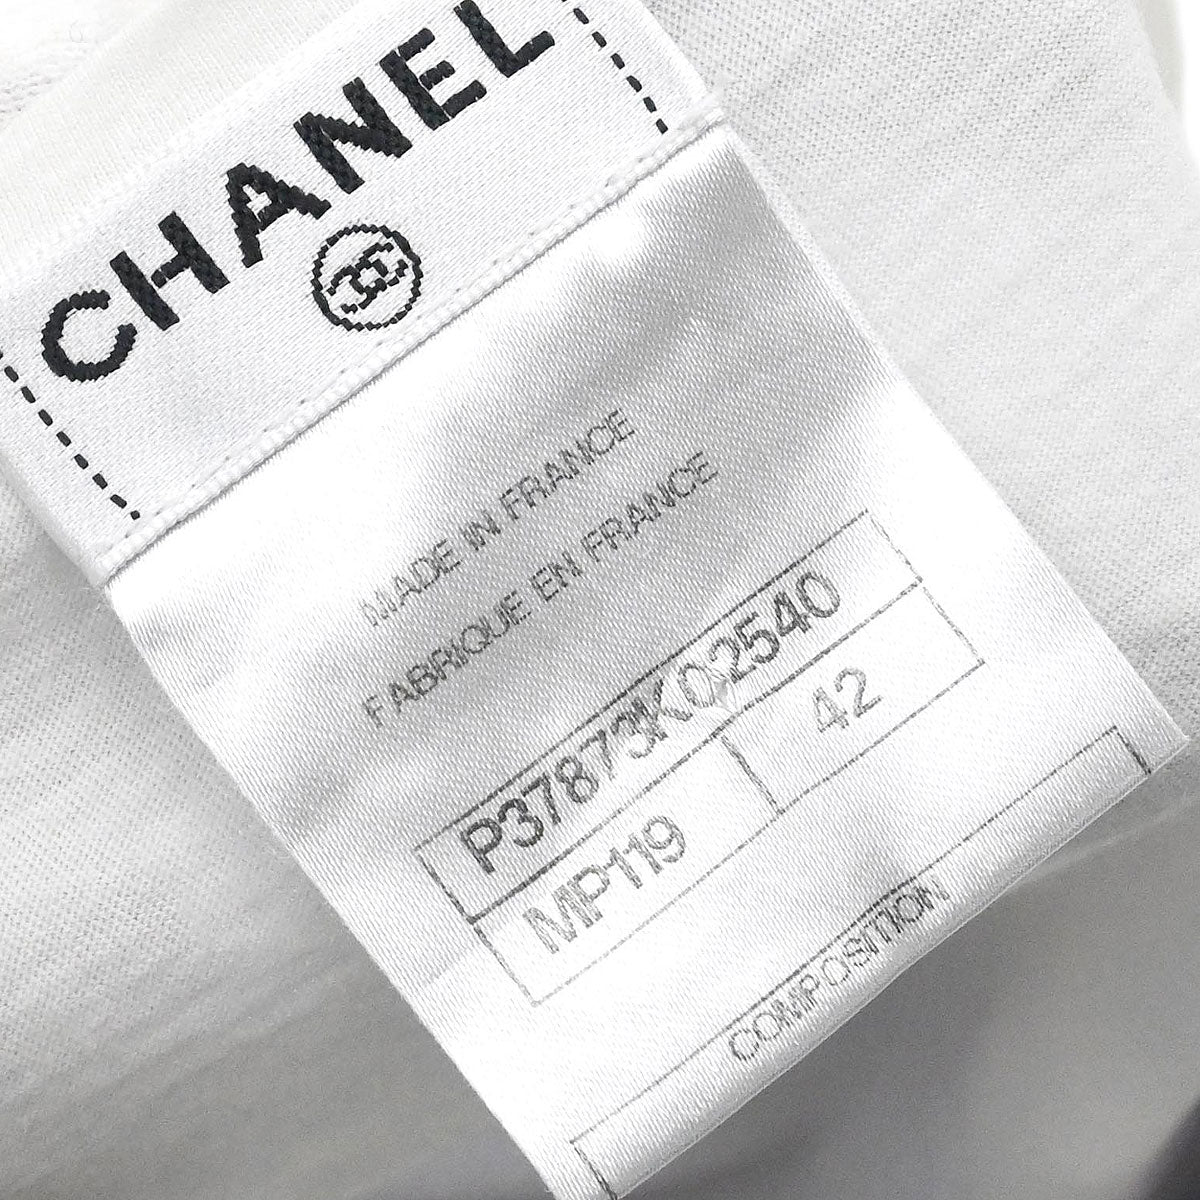 CHANEL
MADE IN FRANCE
FABRIQUE EN FRANCE
P37873K02540
MP119 42
COMPOSITION